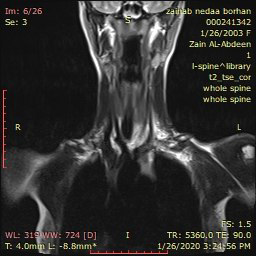 Im: 6/26
Se: 3
zainab nedaa borhan
000241342
1/26/2003 F
Zain AL-Abdeen
1
l-spine^library
t2_tse_cor
whole spine
whole spine
S
R
L
I
WL: 319 WW: 724 [D]
T: 4.0mm L: -8.8mm*
FS: 1.5
TR: 5360.0 TE: 90.0
1/26/2020 3:24:56 PM